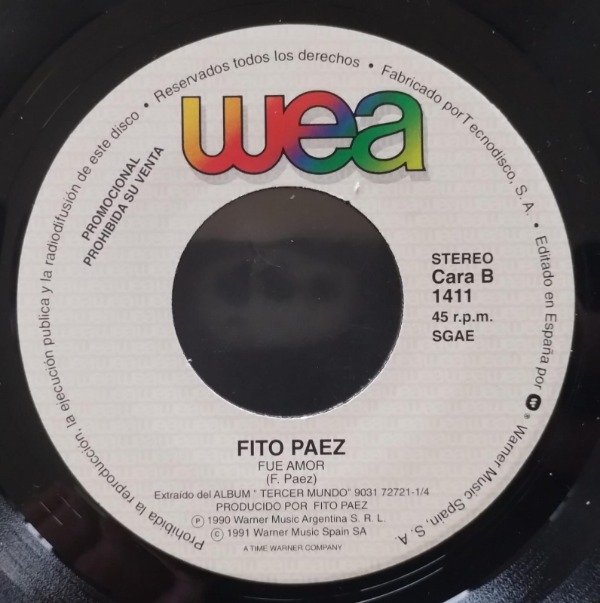 Prohibida la reproducción, la ejecución publica y la radiodifusión de este disco • Reservados todos los derechos • Fabricado por Tecnodisco, S. A. • Editado en España por ® Warner Music Spain, S. A
wea
PROMOCIONAL
PROHIBIDA SU VENTA
STEREO
Cara B
1411
45 r.p.m.
SGAE
FITO PAEZ
FUE AMOR
(F. Paez)
Extraido del ALBUM " TERCER MUNDO" 9031 72721-1/4
PRODUCIDO POR FITO PAEZ
Ⓟ 1990 Warner Music Argentina S. R. L.
© 1991 Warner Music Spain SA
A TIME WARNER COMPANY